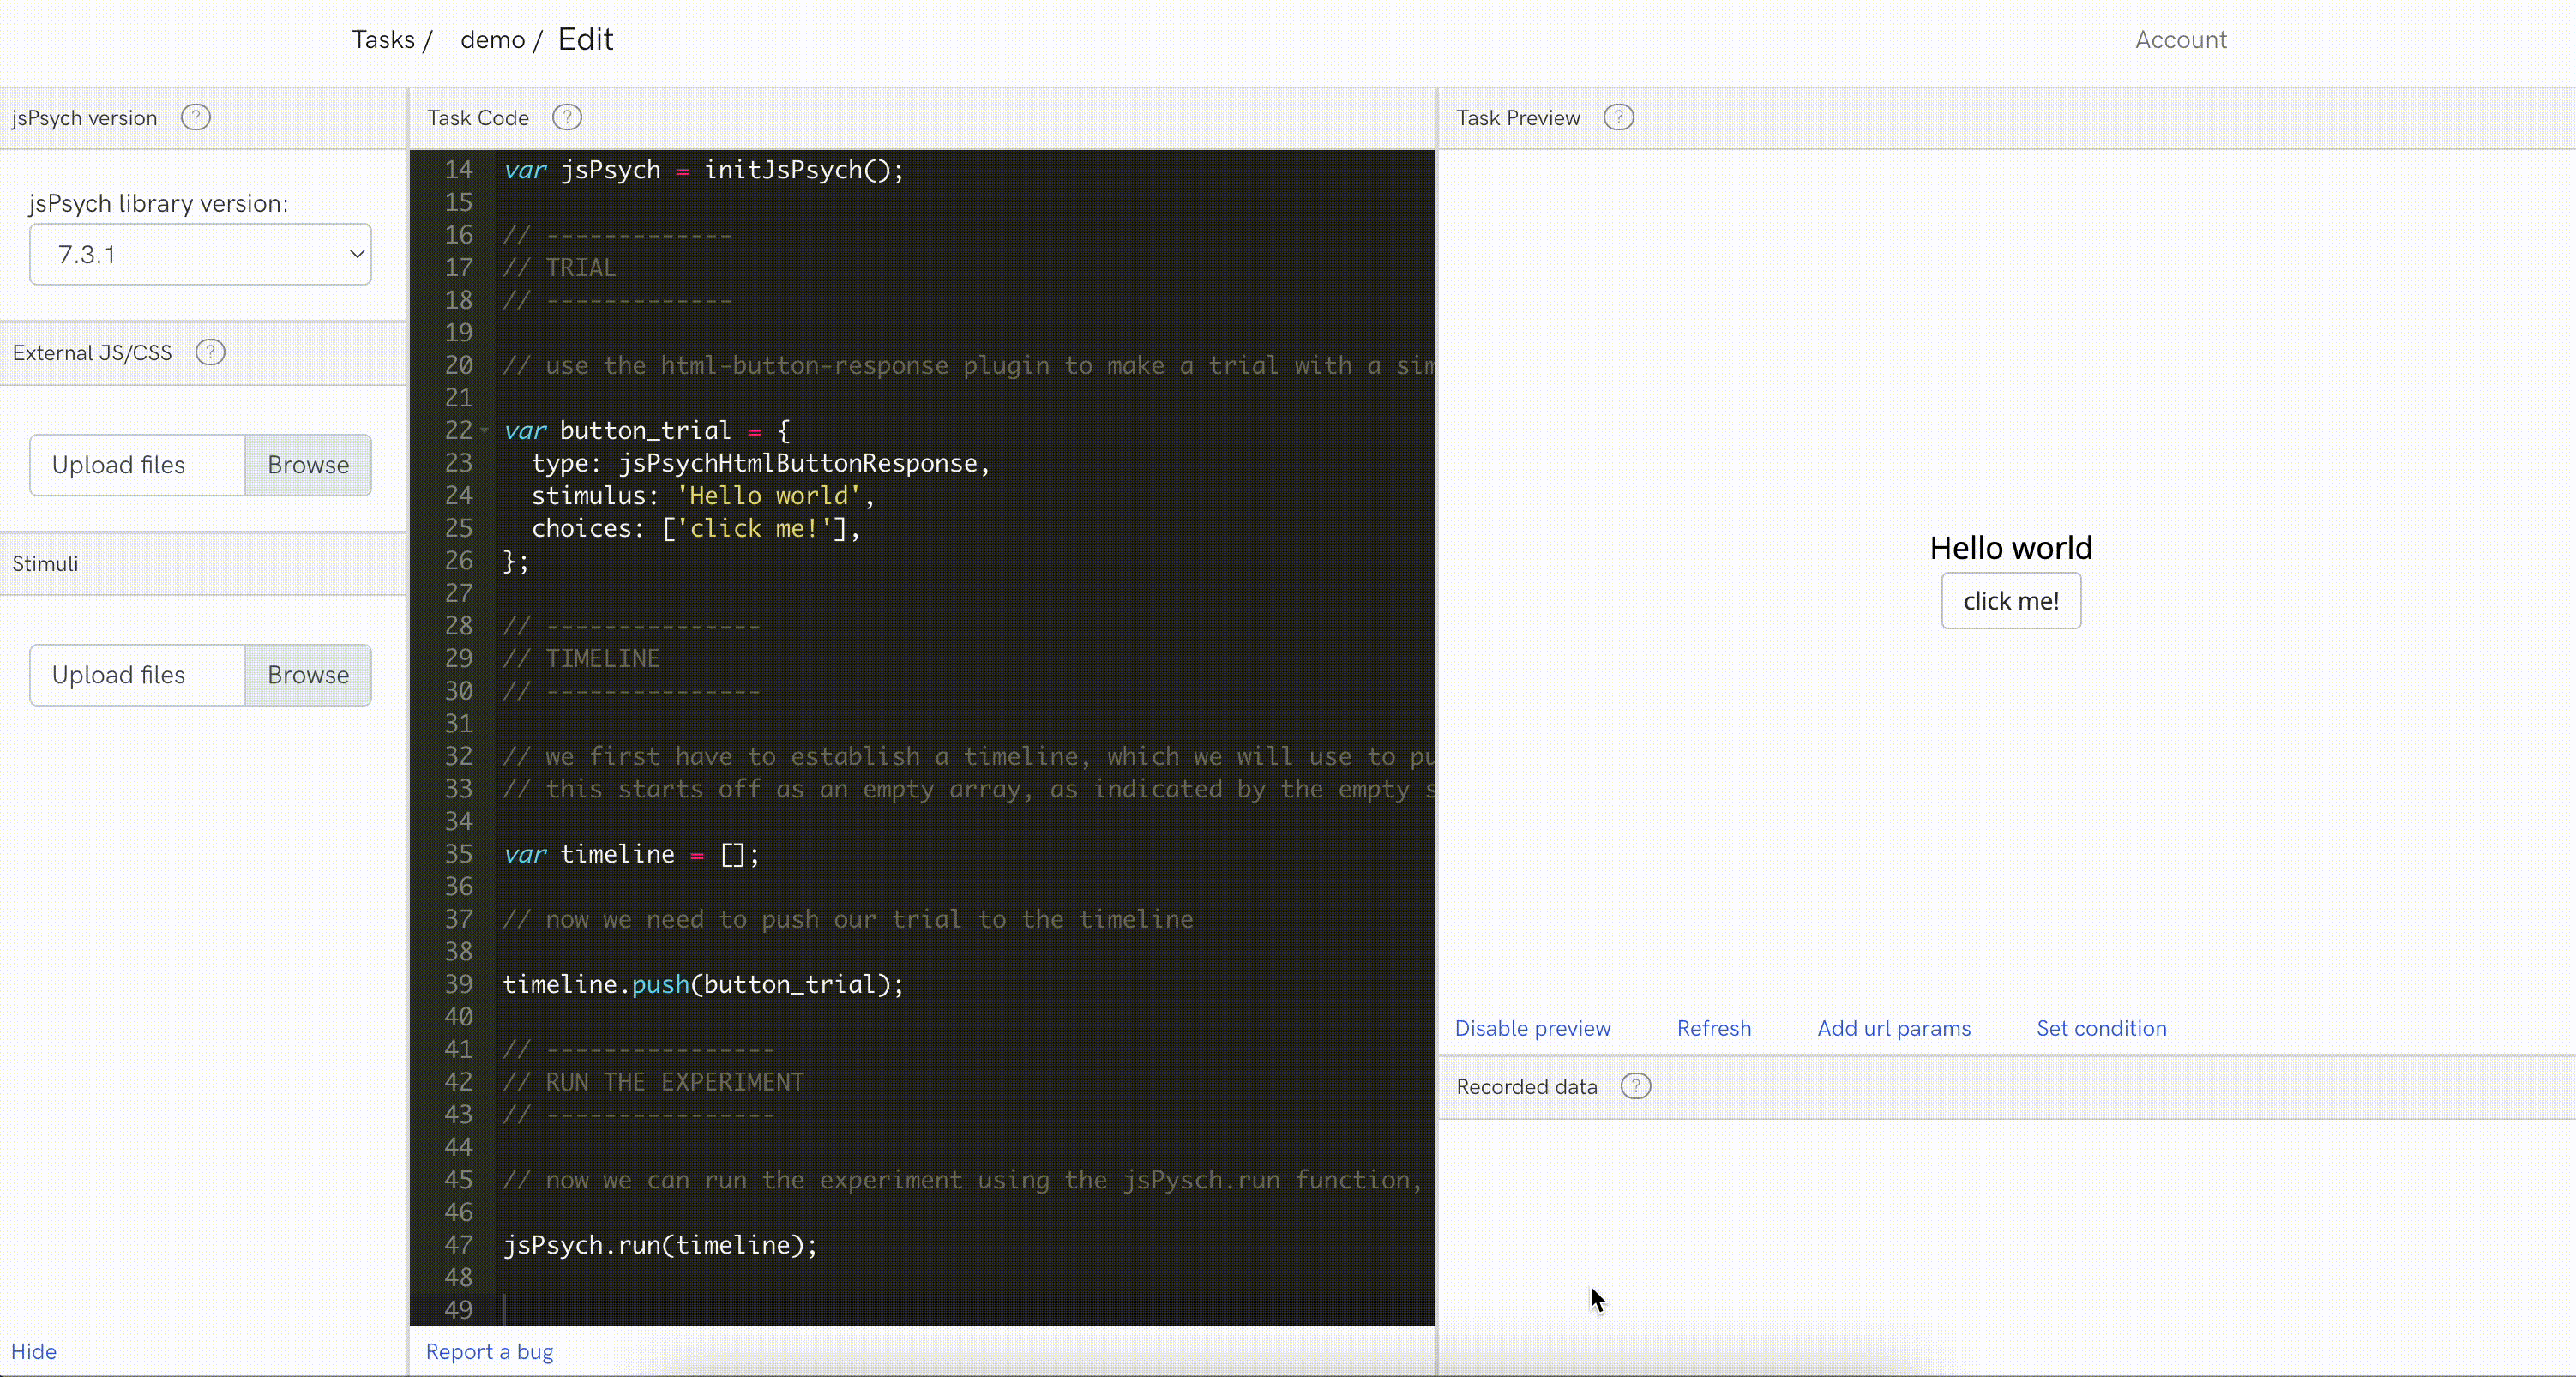 Tasks / demo / Edit
Account
jsPsych version ?
jsPsych library version:
7.3.1
External JS/CSS ?
Upload files Browse
Stimuli
Upload files Browse
Hide
Task Code ?
14 var jsPsych = initJsPsych();
15
16 // -------------
17 // TRIAL
18 // -------------
19
20 // use the html-button-response plugin to make a trial with a
21
22 var button_trial = {
23 type: jsPsychHtmlButtonResponse,
24 stimulus: 'Hello world',
25 choices: ['click me!'],
26 };
27
28 // ---------------
29 // TIMELINE
30 // ---------------
31
32 // we first have to establish a timeline, which we will use to
33 // this starts off as an empty array, as indicated by the empty
34
35 var timeline = [];
36
37 // now we need to push our trial to the timeline
38
39 timeline.push(button_trial);
40
41 // ----------------
42 // RUN THE EXPERIMENT
43 // ----------------
44
45 // now we can run the experiment using the jsPysch.run function,
46
47 jsPsych.run(timeline);
48
49
Report a bug
Task Preview ?
Hello world
click me!
Disable preview Refresh Add url params Set condition
Recorded data ?